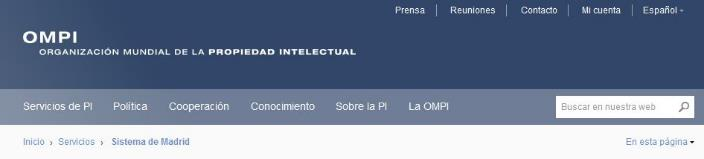 Prensa Reuniones Contacto Mi cuenta Español
OMPI
ORGANIZACIÓN MUNDIAL DE LA PROPIEDAD INTELECTUAL
Servicios de PI Política Cooperación Conocimiento Sobre la PI La OMPI Buscar en nuestra web
Inicio › Servicios › Sistema de Madrid En esta página